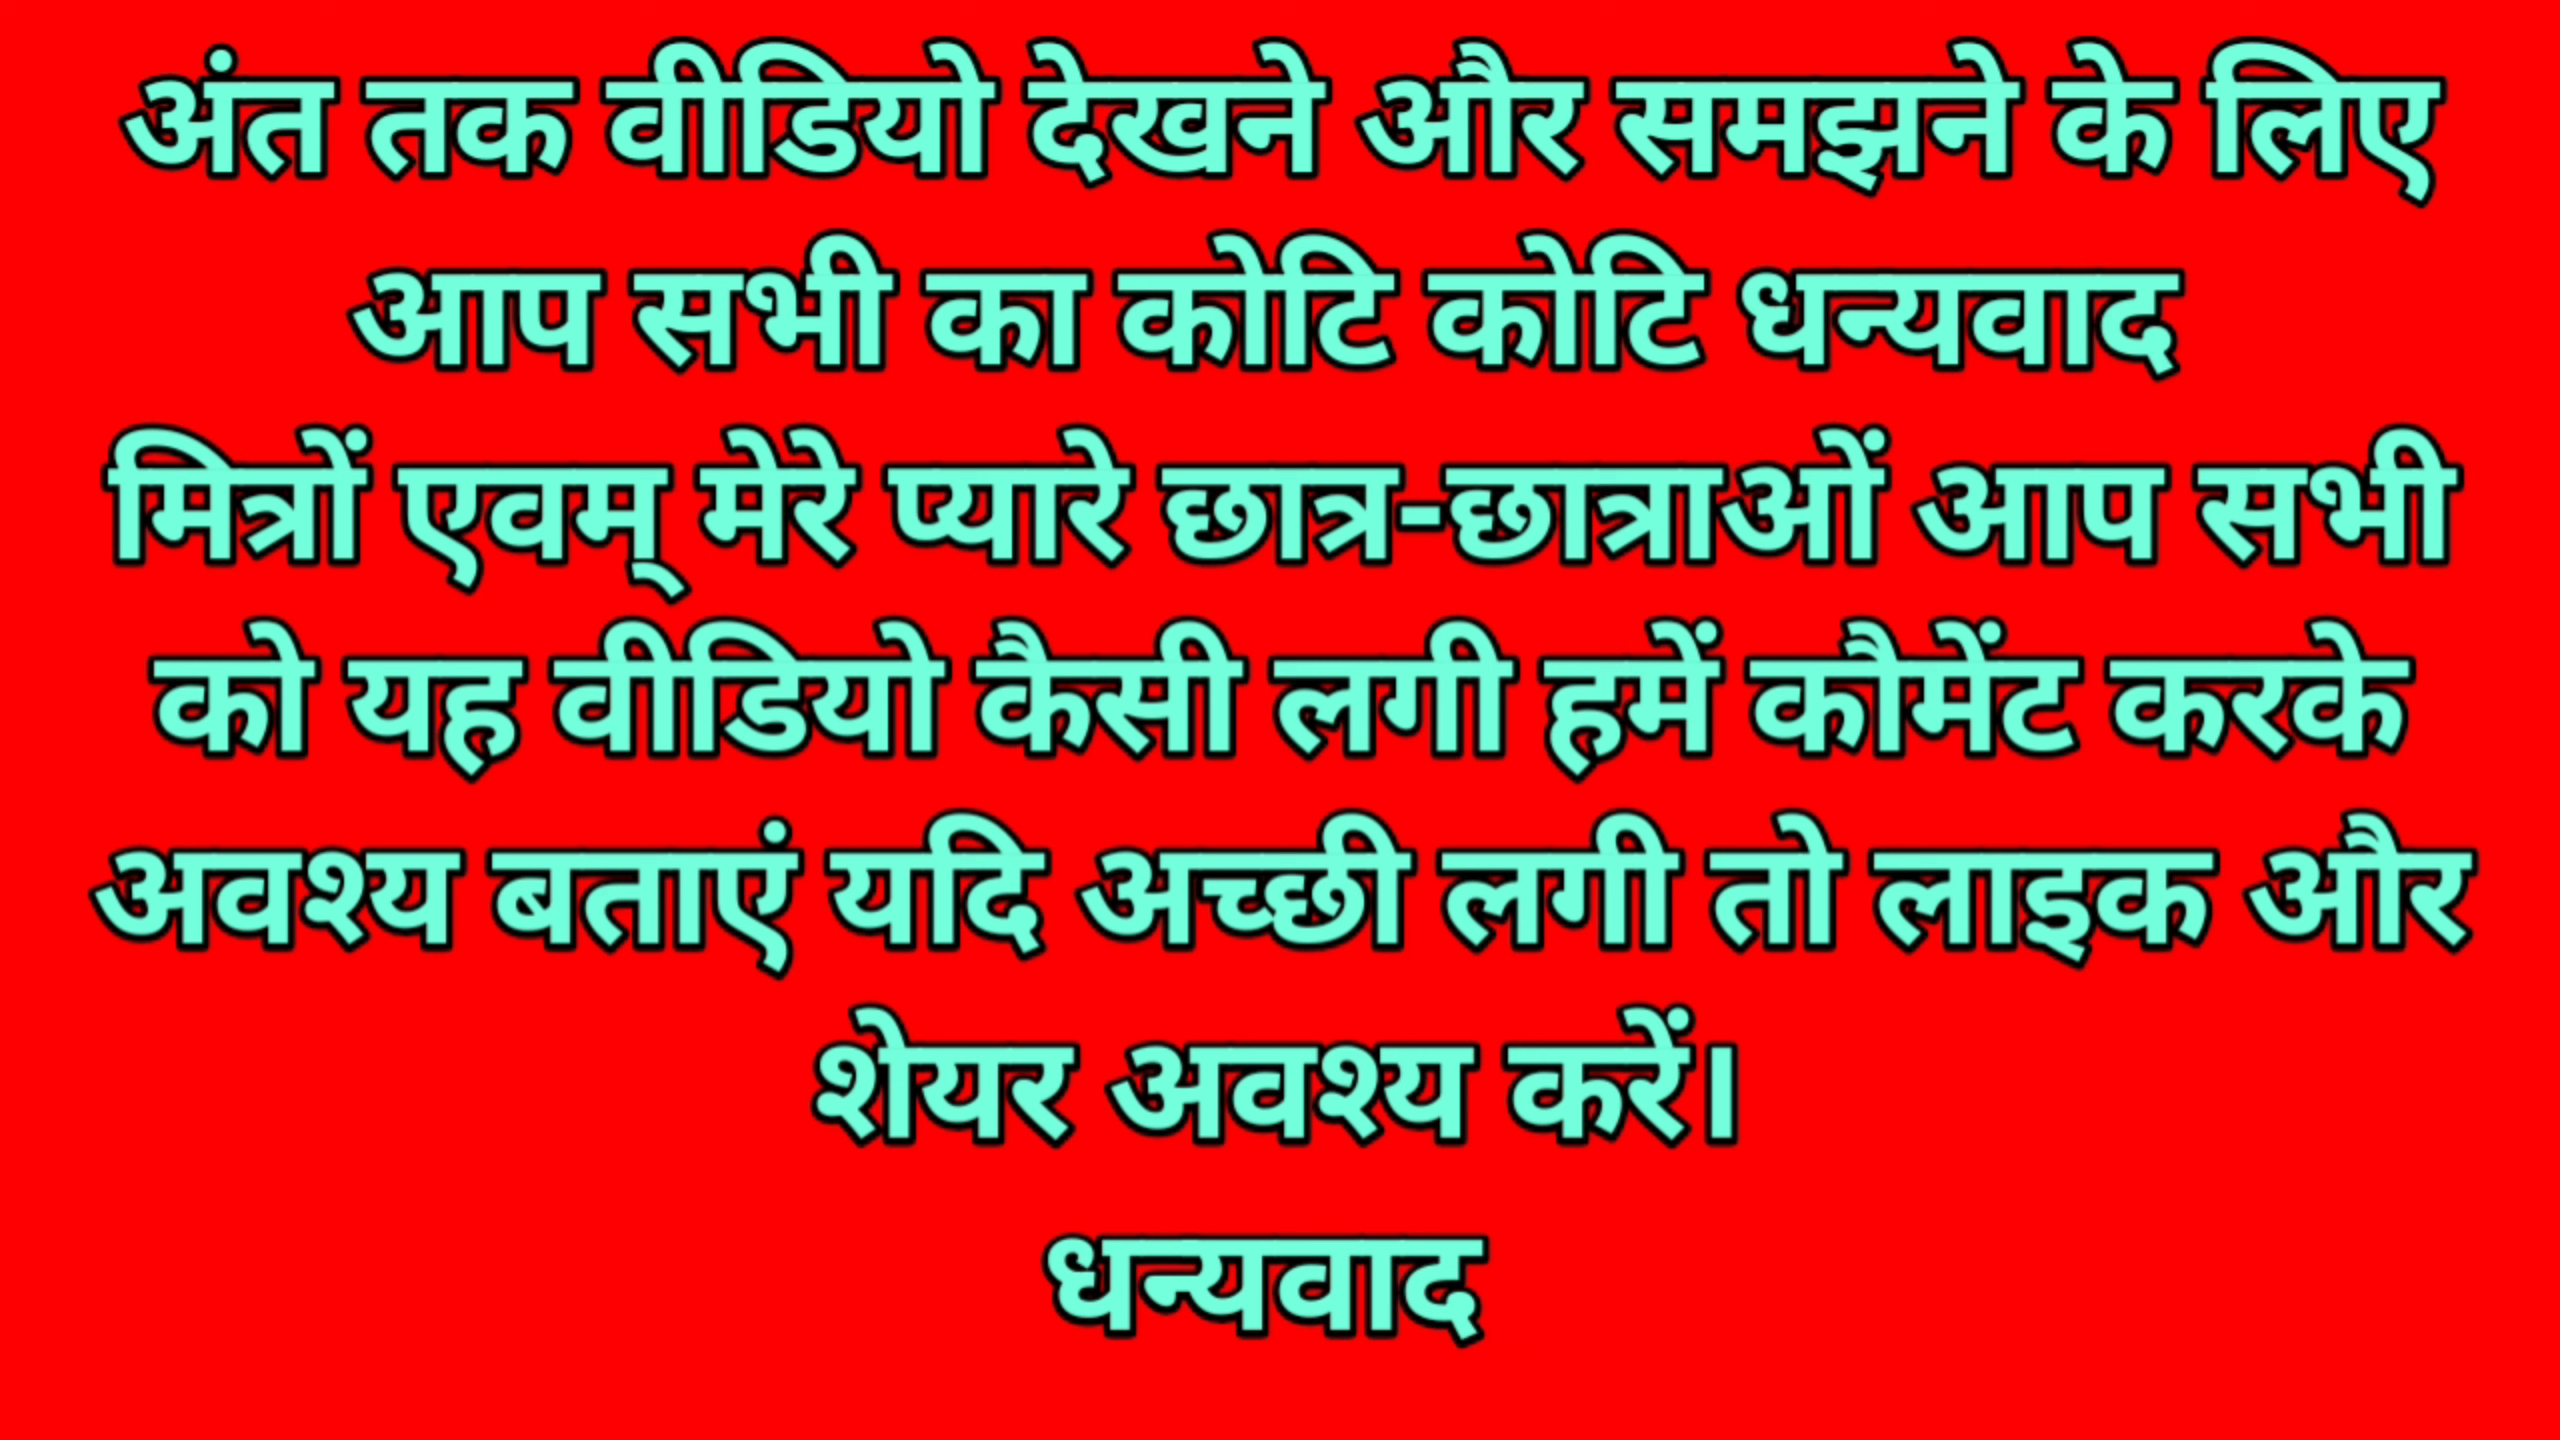 अंत तक वीडियो देखने और समझने के लिए
आप सभी का कोटि कोटि धन्यवाद
मित्रों एवम् मेरे प्यारे छात्र-छात्राओं आप सभी
को यह वीडियो कैसी लगी हमें कौमेंट करके
अवश्य बताएं यदि अच्छी लगी तो लाइक और
शेयर अवश्य करें।
धन्यवाद